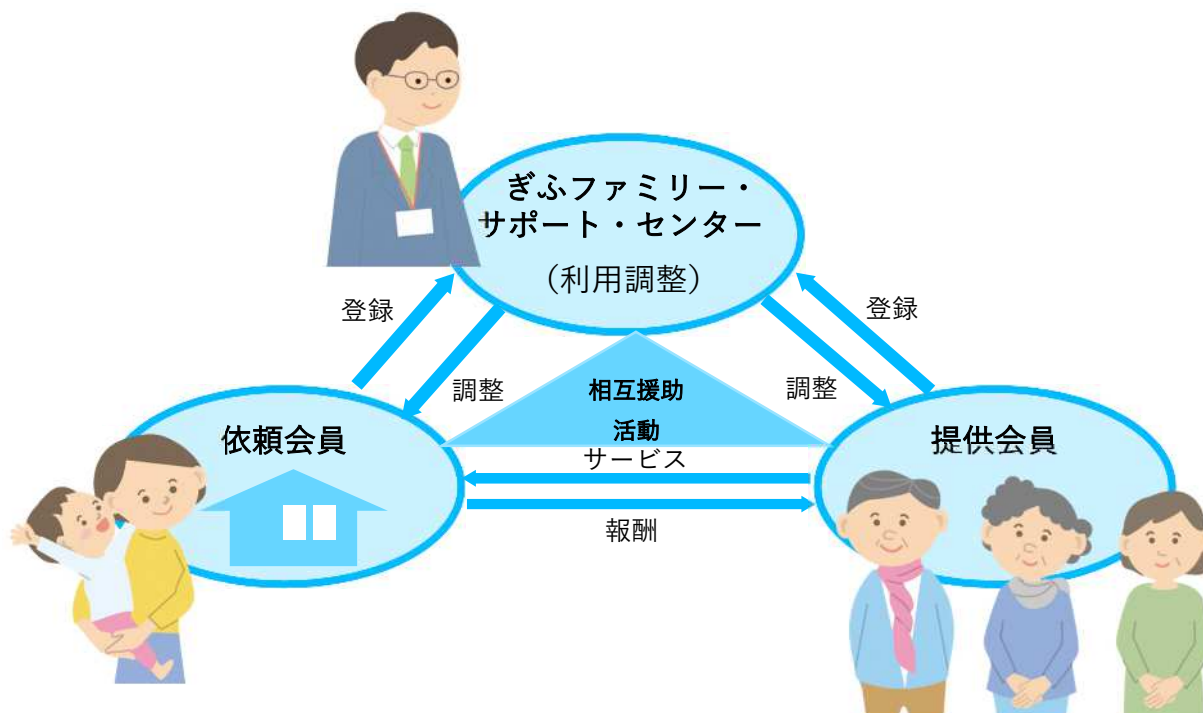 ぎふファミリー・
サポート・センター
（利用調整）
登録
登録
調整
相互援助
調整
活動
依頼会員
サービス
提供会員
報酬